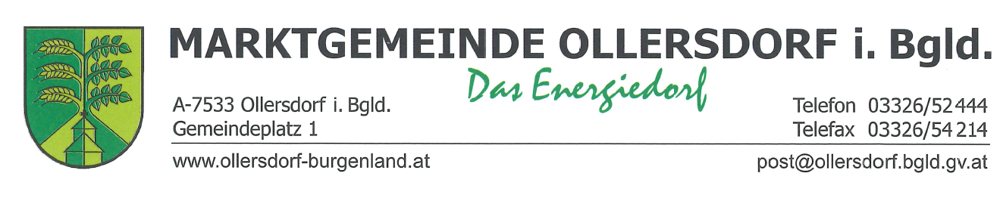 MARKTGEMEINDE OLLERSDORF i. Bgld.
Das Energiedorf
A-7533 Ollersdorf i. Bgld.
Gemeindeplatz 1
Telefon 03326/52444
Telefax 03326/54214
www.ollersdorf-burgenland.at
post@ollersdorf.bgld.gv.at